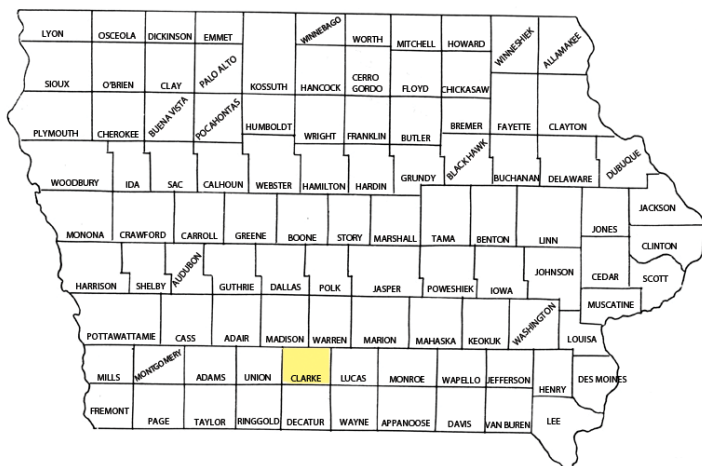 LYON OSCEOLA DICKINSON EMMET WINNEBAGO WORTH MITCHELL HOWARD WINNESHIEK ALLAMAKEE
SIOUX O'BRIEN CLAY PALO ALTO KOSSUTH HANCOCK CERRO GORDO FLOYD CHICKASAW
PLYMOUTH CHEROKEE BUENA VISTA POCAHONTAS HUMBOLDT WRIGHT FRANKLIN BUTLER BREMER FAYETTE CLAYTON
WOODBURY IDA SAC CALHOUN WEBSTER HAMILTON HARDIN GRUNDY BLACK HAWK BUCHANAN DELAWARE DUBUQUE
MONONA CRAWFORD CARROLL GREENE BOONE STORY MARSHALL TAMA BENTON LINN JONES JACKSON
CLINTON
HARRISON SHELBY AUDUBON GUTHRIE DALLAS POLK JASPER POWESHIEK IOWA JOHNSON CEDAR SCOTT
MUSCATINE
POTTAWATTAMIE CASS ADAIR MADISON WARREN MARION MAHASKA KEOKUK WASHINGTON LOUISA
MILLS MONTGOMERY ADAMS UNION CLARKE LUCAS MONROE WAPELLO JEFFERSON HENRY DES MOINES
FREMONT PAGE TAYLOR RINGGOLD DECATUR WAYNE APPANOOSE DAVIS VAN BUREN LEE